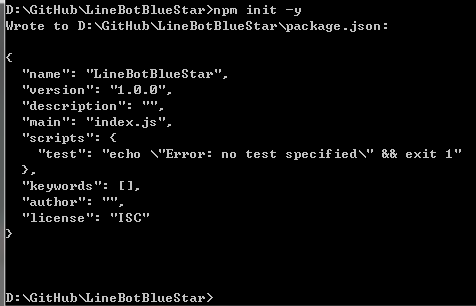 D:\GitHub\LineBotBlueStar>npm init -y
Wrote to D:\GitHub\LineBotBlueStar\package.json:

{
  "name": "LineBotBlueStar",
  "version": "1.0.0",
  "description": "",
  "main": "index.js",
  "scripts": {
    "test": "echo \"Error: no test specified\" && exit 1"
  },
  "keywords": [],
  "author": "",
  "license": "ISC"
}

D:\GitHub\LineBotBlueStar>